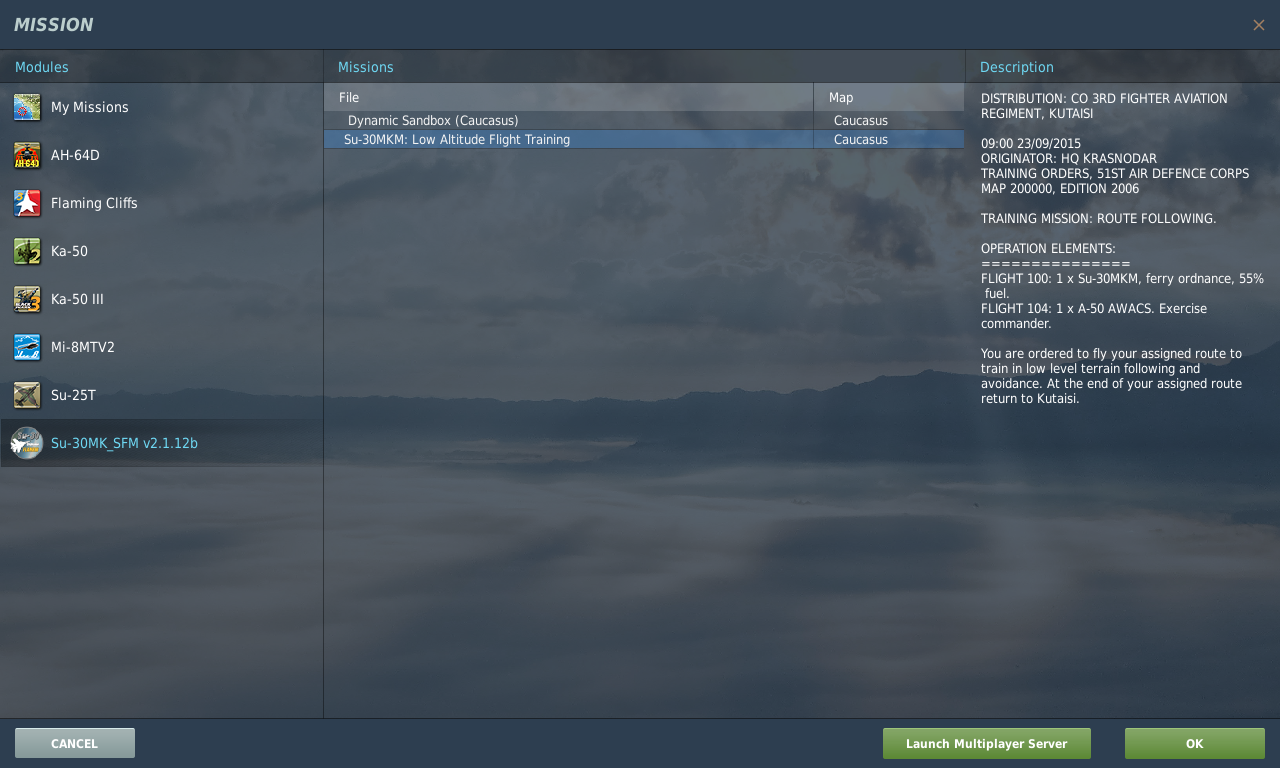 MISSION
Modules
Missions
Description
My Missions
AH-64D
Flaming Cliffs
Ka-50
Ka-50 III
Mi-8MTV2
Su-25T
Su-30MK_SFM v2.1.12b
File
Map
Dynamic Sandbox (Caucasus)
Caucasus
Su-30MKM: Low Altitude Flight Training
Caucasus
DISTRIBUTION: CO 3RD FIGHTER AVIATION
REGIMENT, KUTAISI
09:00 23/09/2015
ORIGINATOR: HQ KRASNODAR
TRAINING ORDERS, 51ST AIR DEFENCE CORPS
MAP 200000, EDITION 2006
TRAINING MISSION: ROUTE FOLLOWING.
OPERATION ELEMENTS:
===============
FLIGHT 100: 1 x Su-30MKM, ferry ordnance, 55%
fuel.
FLIGHT 104: 1 x A-50 AWACS. Exercise
commander.
You are ordered to fly your assigned route to
train in low level terrain following and
avoidance. At the end of your assigned route
return to Kutaisi.
CANCEL
Launch Multiplayer Server
OK